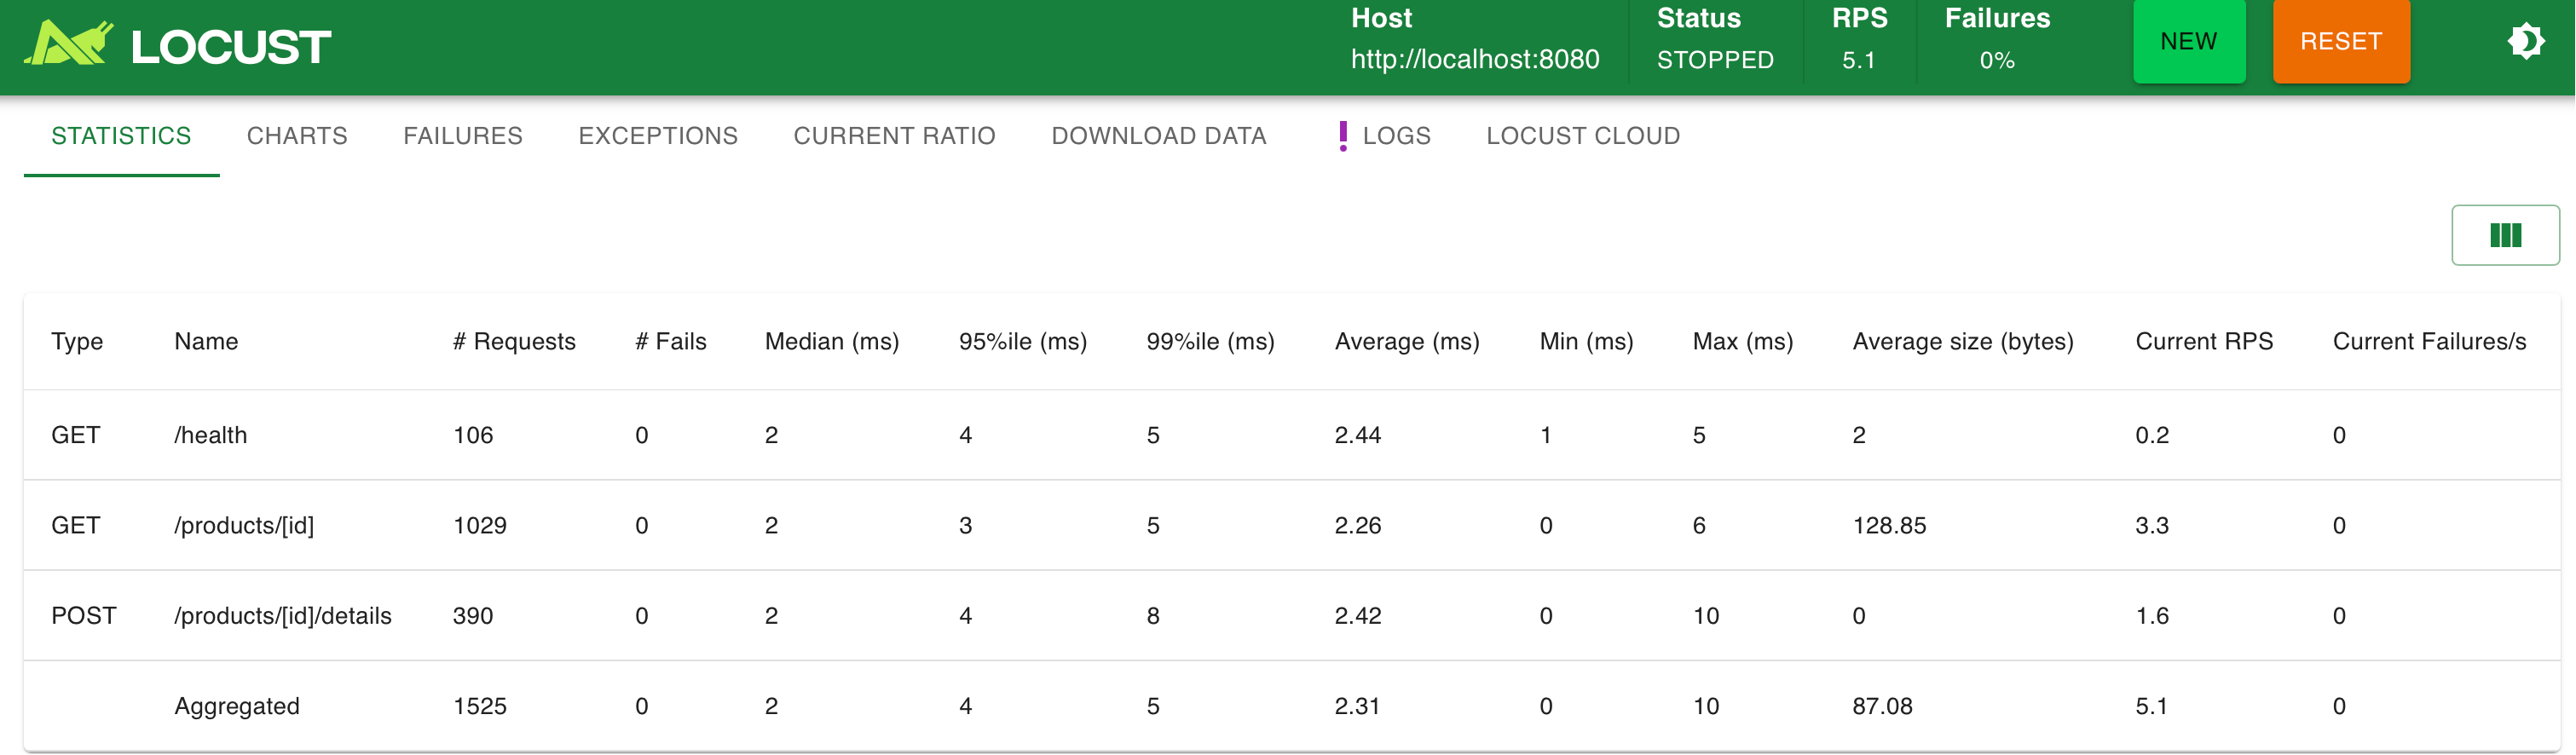 LOCUST
Host Status RPS Failures
http://localhost:8080 STOPPED 5.1 0% NEW RESET
STATISTICS CHARTS FAILURES EXCEPTIONS CURRENT RATIO DOWNLOAD DATA ! LOGS LOCUST CLOUD
Type Name # Requests # Fails Median (ms) 95%ile (ms) 99%ile (ms) Average (ms) Min (ms) Max (ms) Average size (bytes) Current RPS Current Failures/s
GET /health 106 0 2 4 5 2.44 1 5 2 0.2 0
GET /products/[id] 1029 0 2 3 5 2.26 0 6 128.85 3.3 0
POST /products/[id]/details 390 0 2 4 8 2.42 0 10 0 1.6 0
Aggregated 1525 0 2 4 5 2.31 0 10 87.08 5.1 0